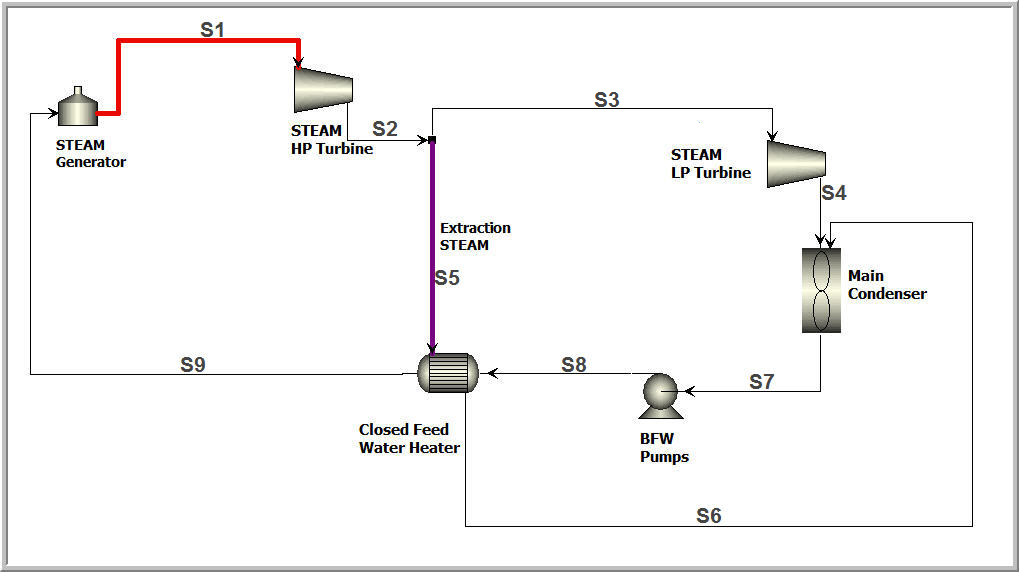 S1
STEAM
Generator
STEAM
HP Turbine
S2
S3
STEAM
LP Turbine
S4
Extraction
STEAM
S5
Main
Condenser
S9
S8
S7
Closed Feed
Water Heater
BFW
Pumps
S6